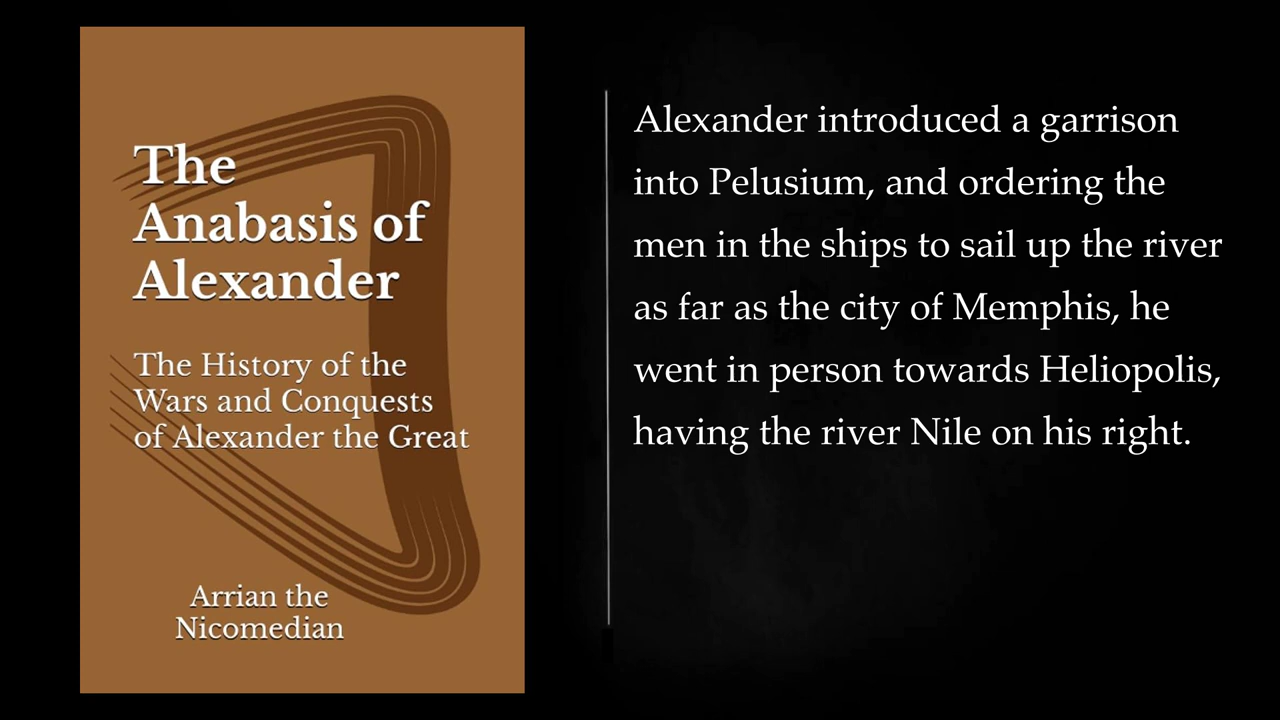 The
Anabasis of
Alexander
The History of the
Wars and Conquests
of Alexander the Great
Arrian the
Nicomedian
Alexander introduced a garrison
into Pelusium, and ordering the
men in the ships to sail up the river
as far as the city of Memphis, he
went in person towards Heliopolis,
having the river Nile on his right.